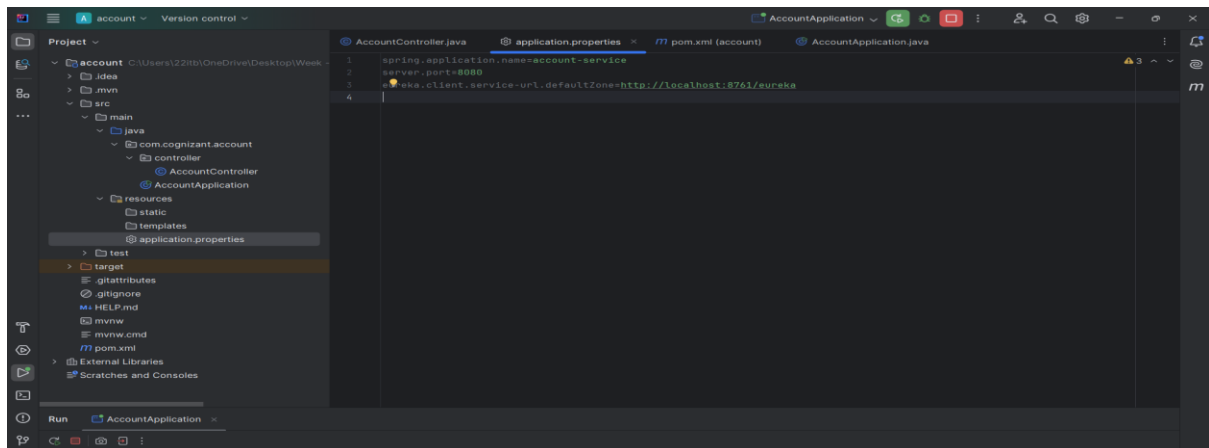 A account Version control AccountApplication
Project
AccountController.java application.properties pom.xml (account) AccountApplication.java
account C:\Users\22itb\OneDrive\Desktop\Week -
.idea
.mvn
src
main
java
com.cognizant.account
controller
AccountController
AccountApplication
resources
static
templates
application.properties
test
target
.gitattributes
.gitignore
M↓ HELP.md
mvnw
mvnw.cmd
pom.xml
External Libraries
Scratches and Consoles
1 spring.application.name=account-service
2 server.port=8080
3 eureka.client.service-url.defaultZone=http://localhost:8761/eureka
4
3
Run AccountApplication